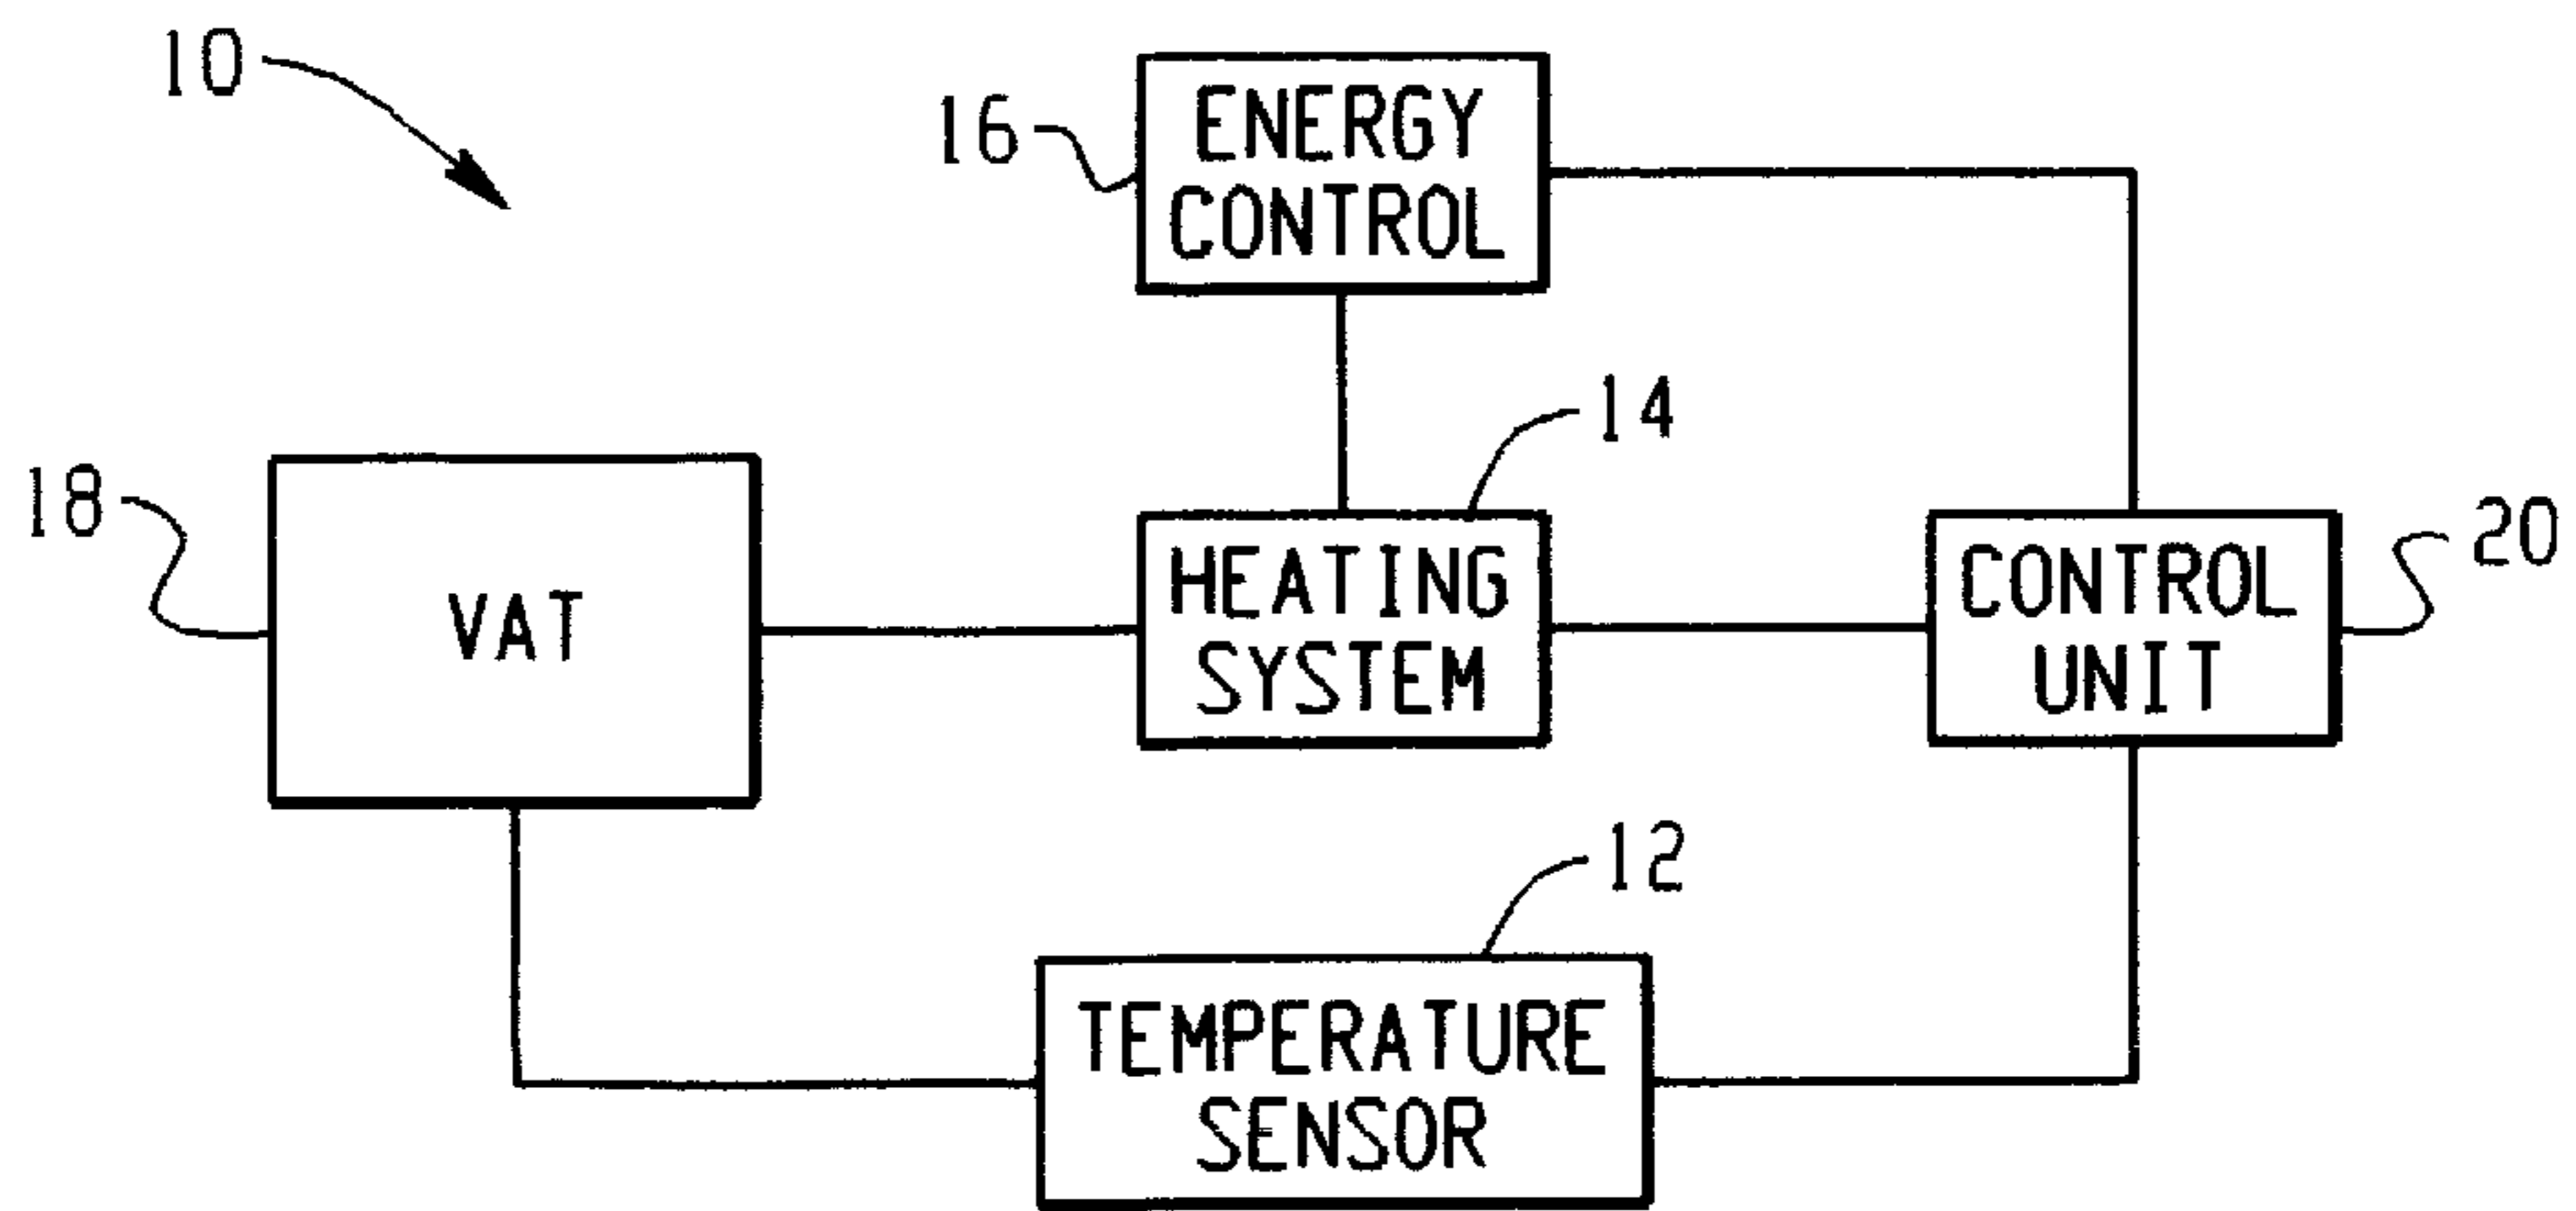 10
16
ENERGY
CONTROL
14
18
VAT
HEATING
SYSTEM
CONTROL
UNIT
20
12
TEMPERATURE
SENSOR